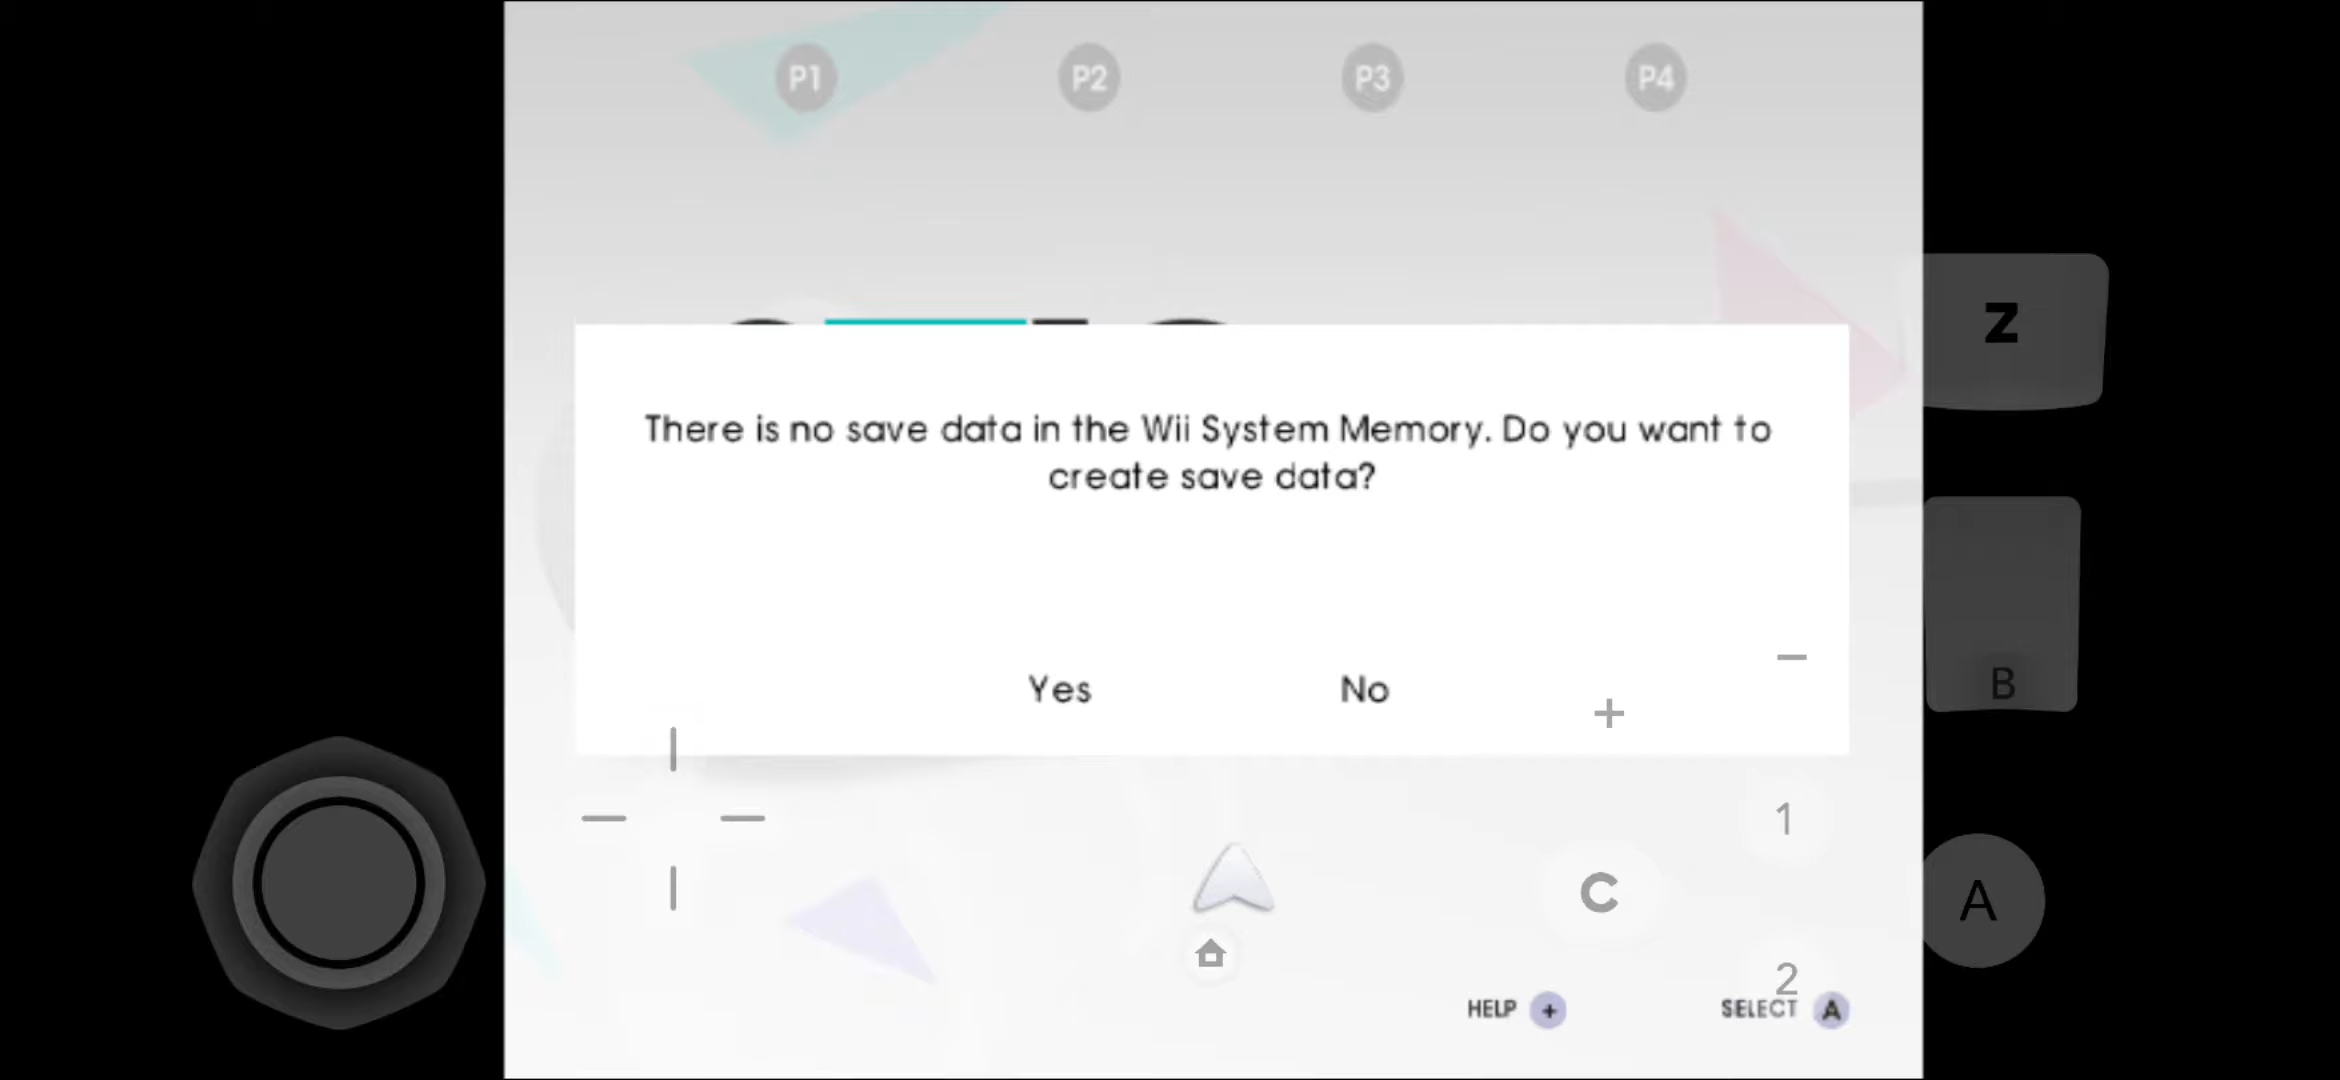 P1 P2 P3 P4
Z
There is no save data in the Wii System Memory. Do you want to
create save data?
Yes No
B
+
1
C
A
2
HELP + SELECT A